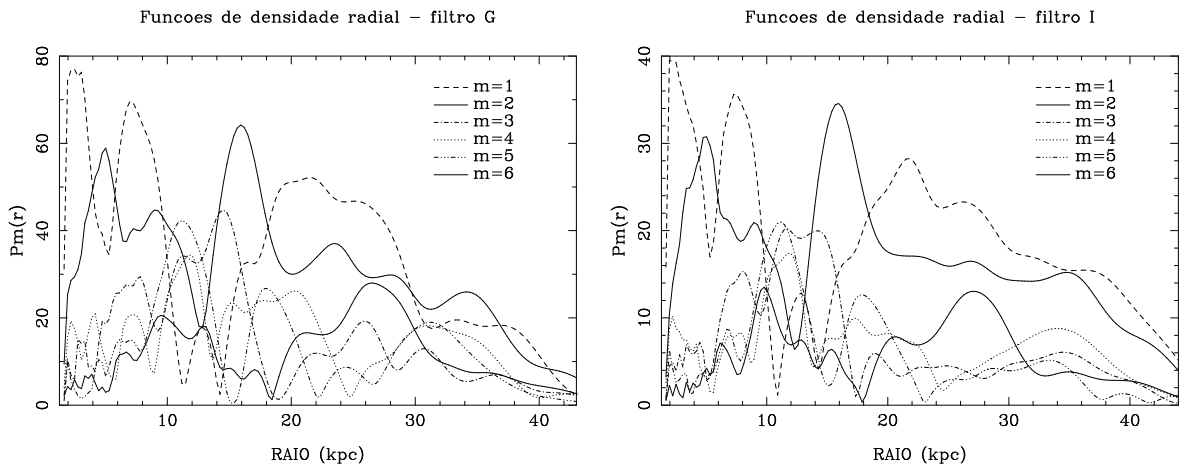 Funcoes de densidade radial − filtro G
80
60
40
20
0
Pm(r)
m=1
m=2
m=3
m=4
m=5
m=6
10
20
30
40
RAIO (kpc)
Funcoes de densidade radial − filtro I
40
30
20
10
0
Pm(r)
m=1
m=2
m=3
m=4
m=5
m=6
10
20
30
40
RAIO (kpc)